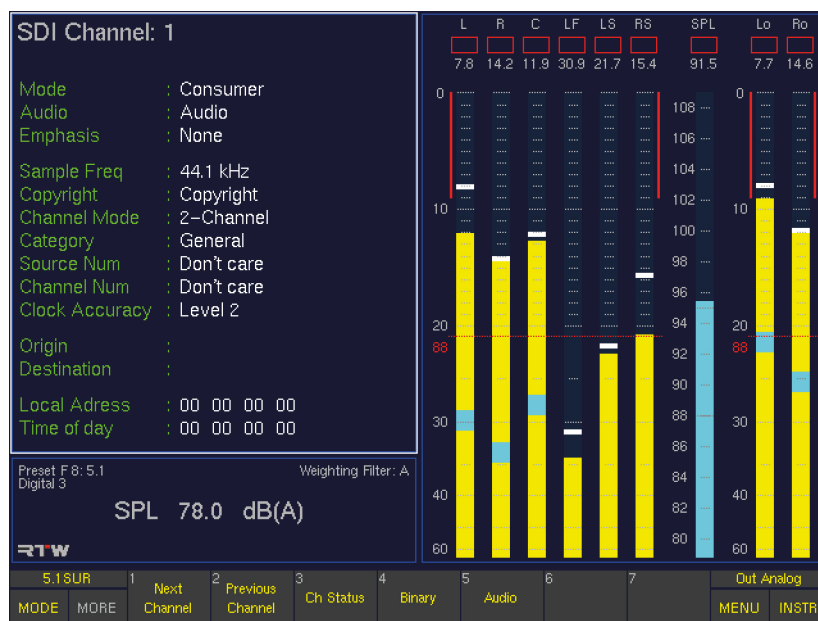 SDI Channel: 1
Mode : Consumer
Audio : Audio
Emphasis : None
Sample Freq : 44.1 kHz
Copyright : Copyright
Channel Mode : 2-Channel
Category : General
Source Num : Don't care
Channel Num : Don't care
Clock Accuracy : Level 2
Origin :
Destination :
Local Adress : 00 00 00 00
Time of day : 00 00 00 00
Preset F 8: 5.1 Weighting Filter: A
Digital 3
SPL 78.0 dB(A)
RTW
L R C LF LS RS SPL Lo Ro
7.8 14.2 11.9 30.9 21.7 15.4 91.5 7.7 14.6
0 0
108
106
104
102
10 10
100
98
96
94
20 20
88 88
92
90
30 30
88
86
84
40 40
82
80
60 60
5.1SUR 1 Next Channel 2 Previous Channel 3 Ch Status 4 Binary 5 Audio 6 7 Out Analog
MODE MORE MENU INSTR